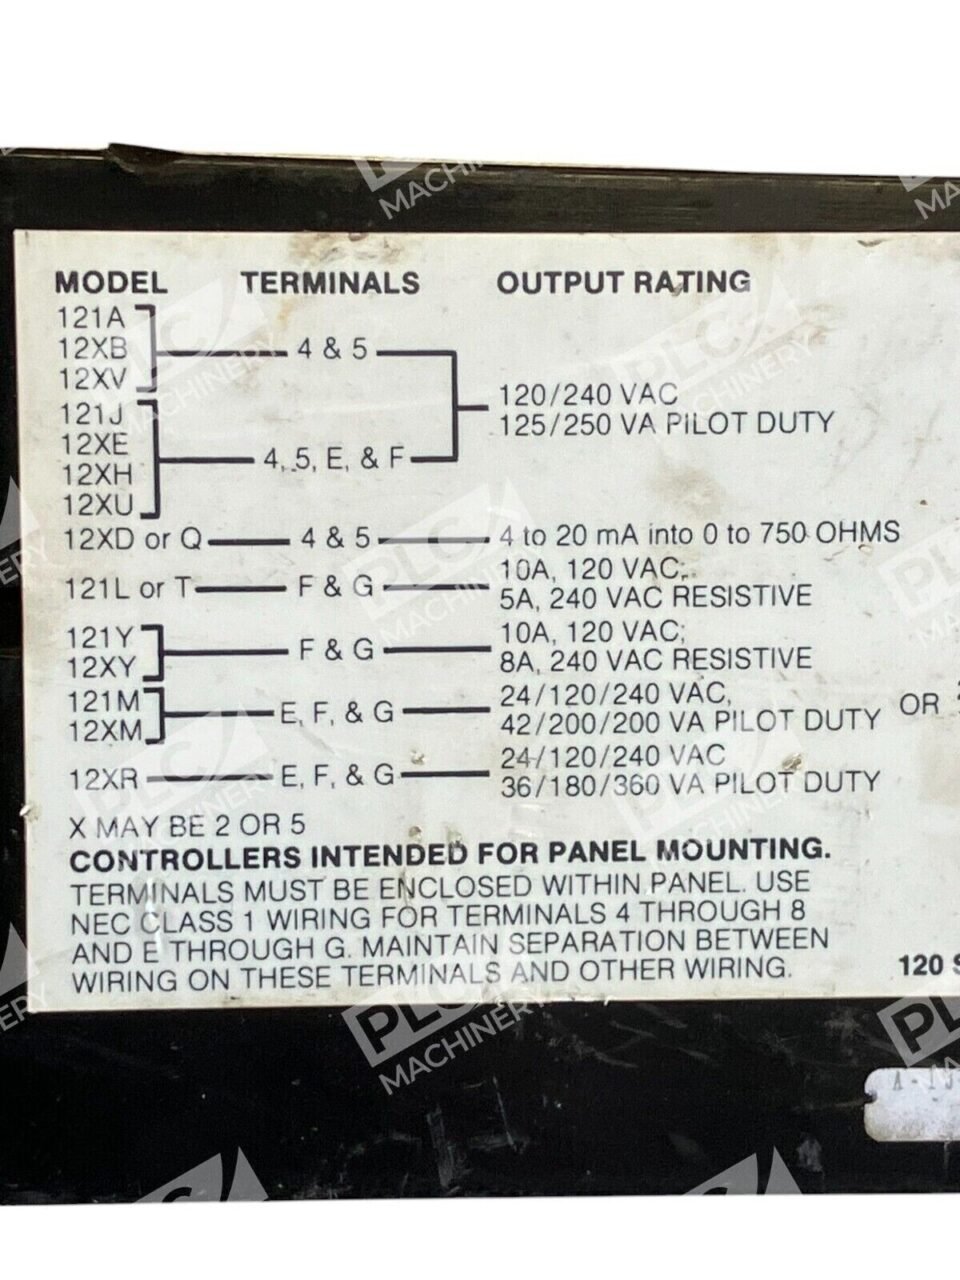 MODEL TERMINALS OUTPUT RATING
121A
12XB 4 & 5
12XV
120/240 VAC
121J 125/250 VA PILOT DUTY
12XE
12XH 4, 5, E, & F
12XU
12XD or Q 4 & 5 4 to 20 mA into 0 to 750 OHMS
10A, 120 VAC;
121L or T F & G 5A, 240 VAC RESISTIVE
121Y 10A, 120 VAC;
12XY F & G 8A, 240 VAC RESISTIVE
121M 24/120/240 VAC,
12XM E, F, & G 42/200/200 VA PILOT DUTY OR
24/120/240 VAC
12XR E, F, & G 36/180/360 VA PILOT DUTY
X MAY BE 2 OR 5
CONTROLLERS INTENDED FOR PANEL MOUNTING.
TERMINALS MUST BE ENCLOSED WITHIN PANEL. USE
NEC CLASS 1 WIRING FOR TERMINALS 4 THROUGH 8
AND E THROUGH G. MAINTAIN SEPARATION BETWEEN
WIRING ON THESE TERMINALS AND OTHER WIRING.
120
PLC MACHINERY